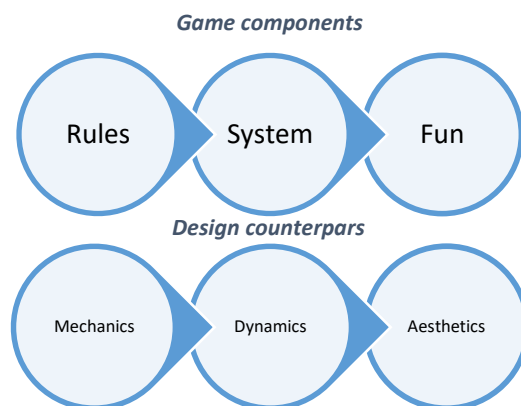 Game components
Rules
System
Fun
Design counterpars
Mechanics
Dynamics
Aesthetics